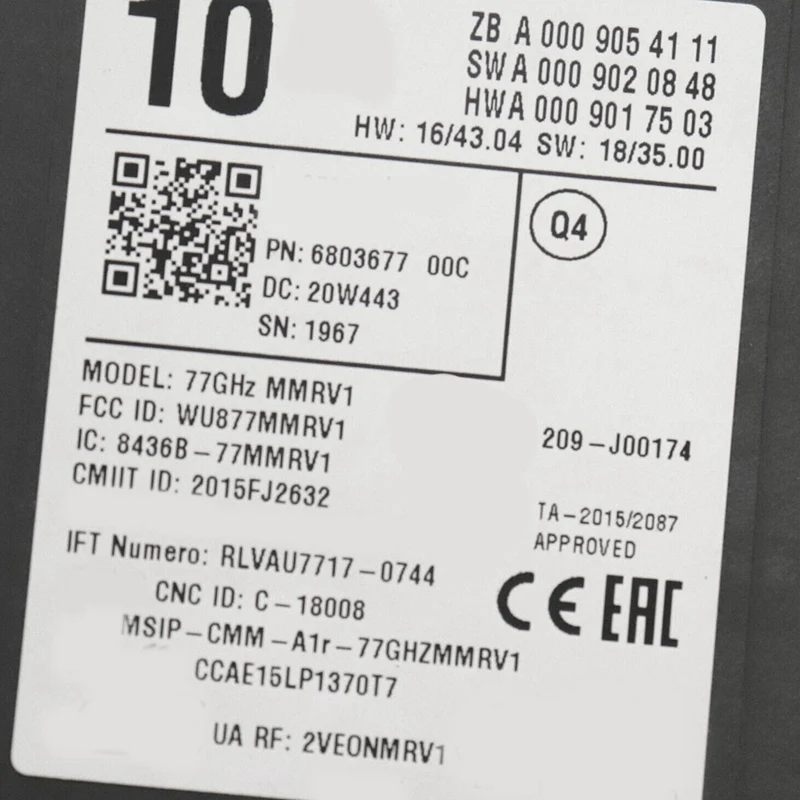 10
ZB A 000 905 41 11
SW A 000 902 08 48
HW A 000 901 75 03
HW: 16/43.04 SW: 18/35.00
Q4
PN: 6803677 00C
DC: 20W443
SN: 1967
MODEL: 77GHz MMRV1
FCC ID: WU877MMRV1
IC: 8436B-77MMRV1
CMIIT ID: 2015FJ2632
209-J00174
TA-2015/2087
APPROVED
IFT Numero: RLVAU7717-0744
CNC ID: C-18008
MSIP-CMM-A1r-77GHZMMRV1
CCAE15LP1370T7
CE EAC
UA RF: 2VEONMRV1